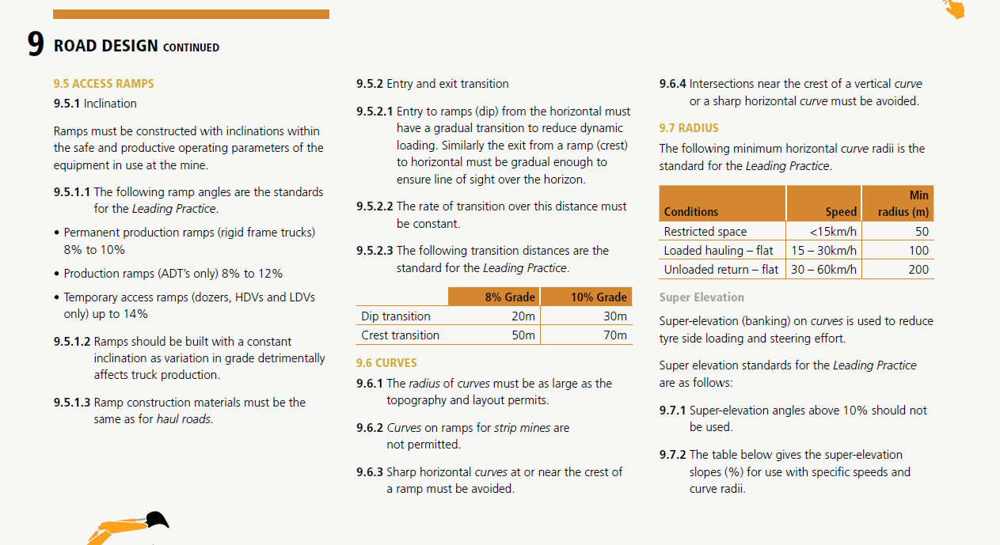 9 ROAD DESIGN CONTINUED
9.5 ACCESS RAMPS
9.5.1 Inclination
Ramps must be constructed with inclinations within
the safe and productive operating parameters of the
equipment in use at the mine.
9.5.1.1 The following ramp angles are the standards
for the Leading Practice.
• Permanent production ramps (rigid frame trucks)
8% to 10%
• Production ramps (ADT's only) 8% to 12%
• Temporary access ramps (dozers, HDVs and LDVs
only) up to 14%
9.5.1.2 Ramps should be built with a constant
inclination as variation in grade detrimentally
affects truck production.
9.5.1.3 Ramp construction materials must be the
same as for haul roads.
9.5.2 Entry and exit transition
9.5.2.1 Entry to ramps (dip) from the horizontal must
have a gradual transition to reduce dynamic
loading. Similarly the exit from a ramp (crest)
to horizontal must be gradual enough to
ensure line of sight over the horizon.
9.5.2.2 The rate of transition over this distance must
be constant.
9.5.2.3 The following transition distances are the
standard for the Leading Practice.
8% Grade 10% Grade
Dip transition 20m 30m
Crest transition 50m 70m
9.6 CURVES
9.6.1 The radius of curves must be as large as the
topography and layout permits.
9.6.2 Curves on ramps for strip mines are
not permitted.
9.6.3 Sharp horizontal curves at or near the crest of
a ramp must be avoided.
9.6.4 Intersections near the crest of a vertical curve
or a sharp horizontal curve must be avoided.
9.7 RADIUS
The following minimum horizontal curve radii is the
standard for the Leading Practice.
Min
Conditions Speed radius (m)
Restricted space <15km/h 50
Loaded hauling – flat 15 – 30km/h 100
Unloaded return – flat 30 – 60km/h 200
Super Elevation
Super-elevation (banking) on curves is used to reduce
tyre side loading and steering effort.
Super elevation standards for the Leading Practice
are as follows:
9.7.1 Super-elevation angles above 10% should not
be used.
9.7.2 The table below gives the super-elevation
slopes (%) for use with specific speeds and
curve radii.